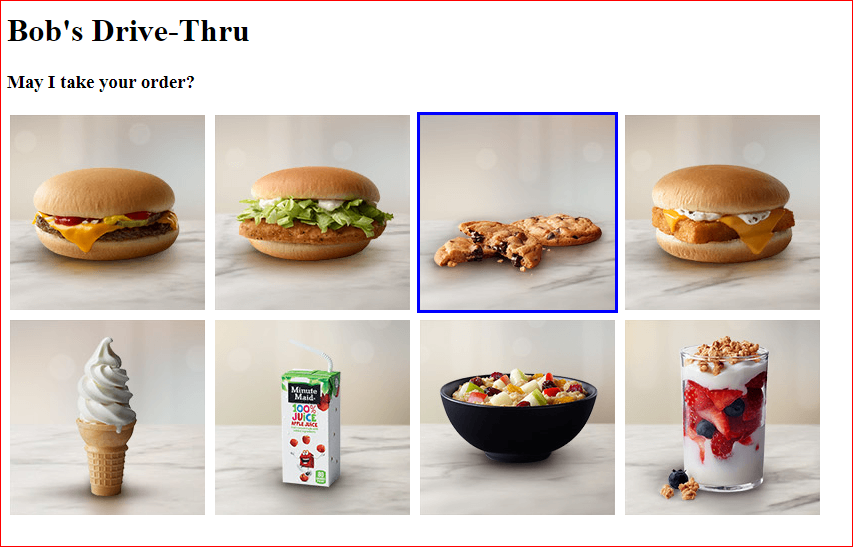 Bob's Drive-Thru
May I take your order?
Minute
Maid
100%
JUICE
APPLE JUICE